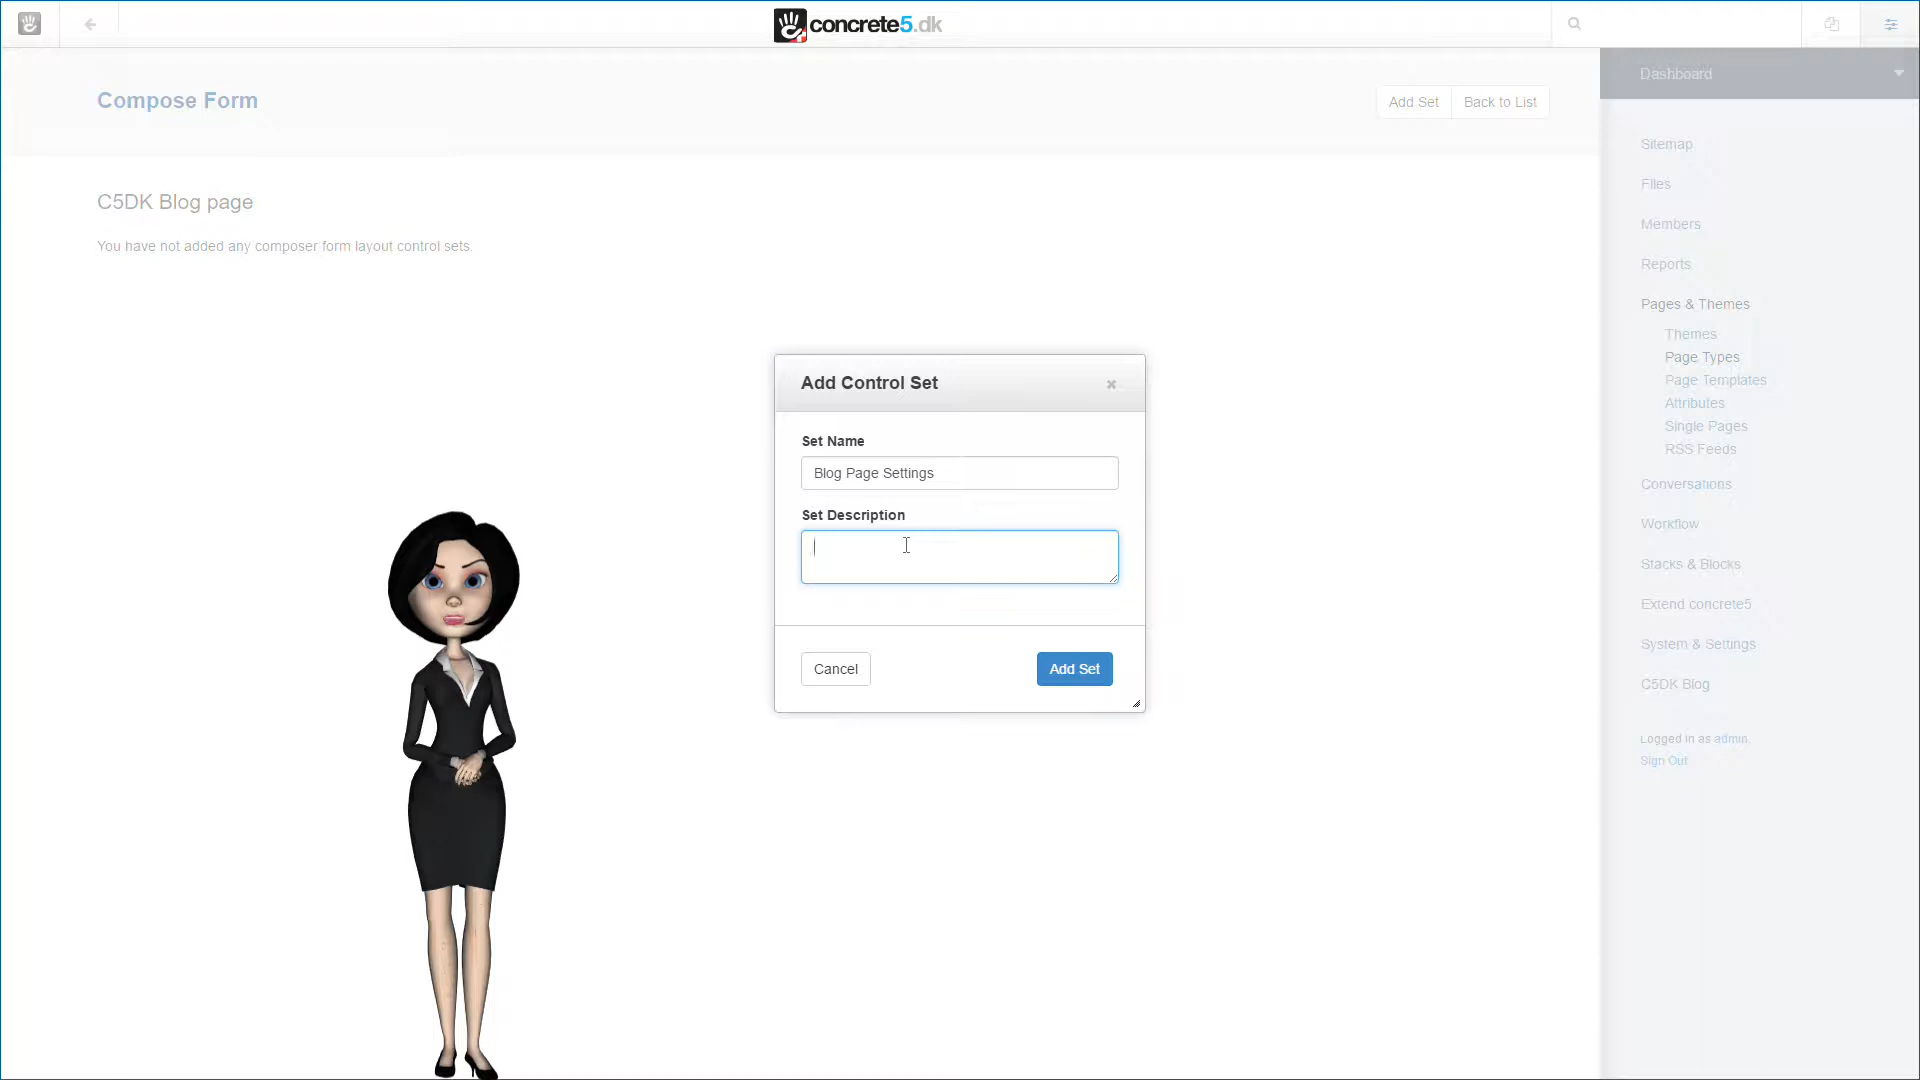 concrete5.dk
Dashboard
Compose Form
Add Set
Back to List
C5DK Blog page
You have not added any composer form layout control sets.
Add Control Set
Set Name
Blog Page Settings
Set Description
Cancel
Add Set
Sitemap
Files
Members
Reports
Pages & Themes
Themes
Page Types
Page Templates
Attributes
Single Pages
RSS Feeds
Conversations
Workflow
Stacks & Blocks
Extend concrete5
System & Settings
C5DK Blog
Logged in as admin.
Sign Out